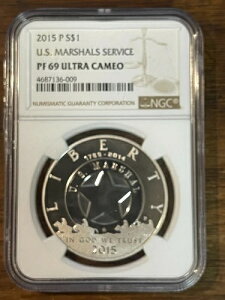 2015 P S$1
U.S. MARSHALS SERVICE
PF 69 ULTRA CAMEO
4687136-009
NUMISMATIC GUARANTY CORPORATION
NGC
LIBERTY
1789-2014
U.S. MARSHAL
IN GOD WE TRUST
2015